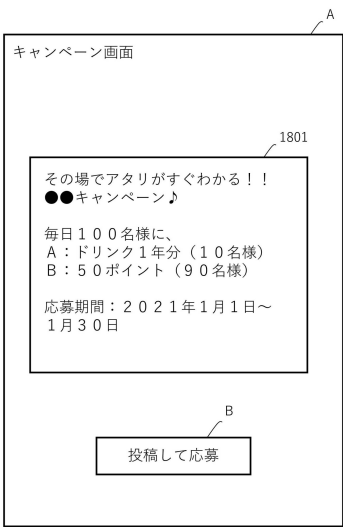 A
キャンペーン画面
1801
その場でアタリがすぐわかる！！
●●キャンペーン♪
毎日１００名様に、
A：ドリンク１年分（１０名様）
B：５０ポイント（９０名様）
応募期間：２０２１年１月１日～
１月３０日
B
投稿して応募